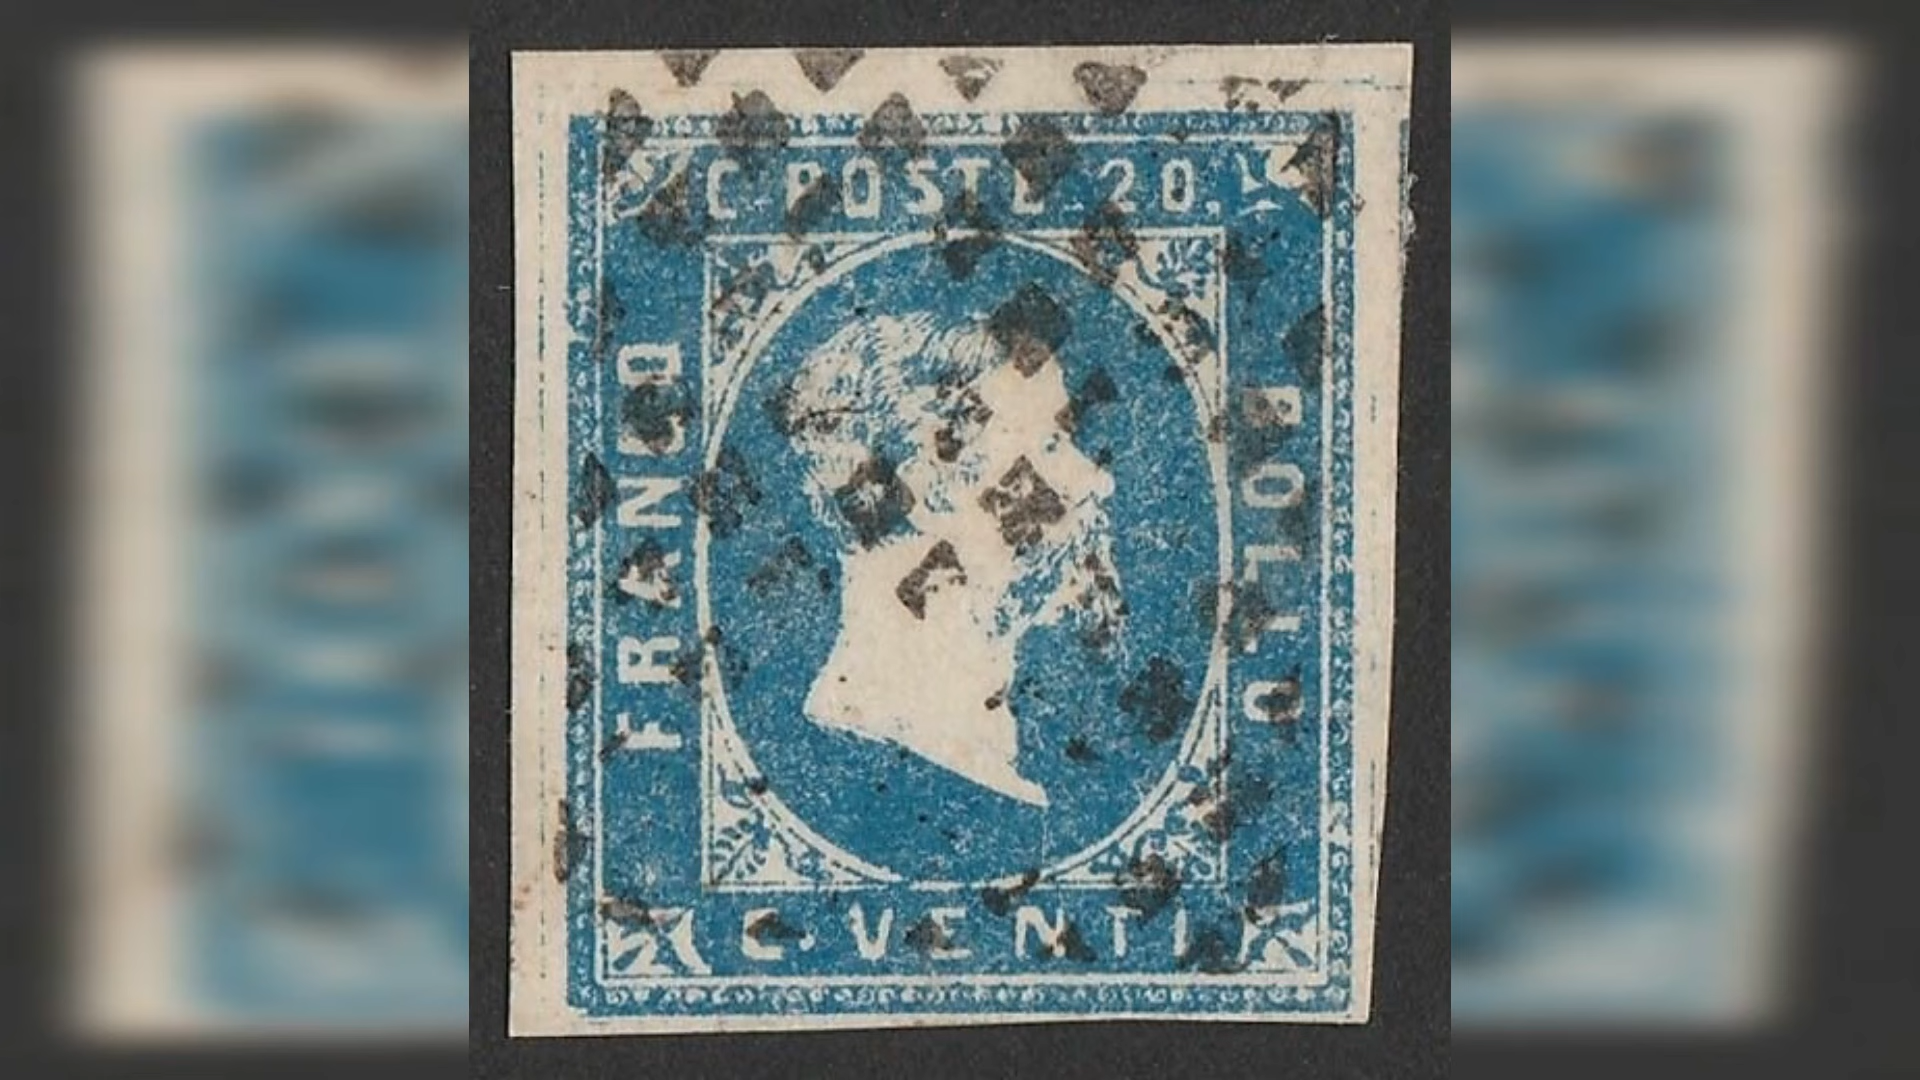 C. POSTE. 20.
FRANCO
BOLLO
C. VENTI